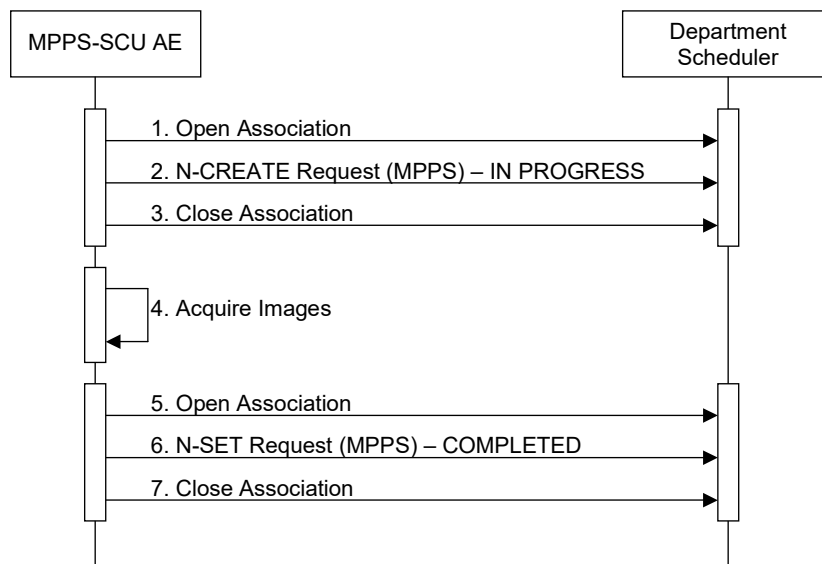 MPPS-SCU AE
Department
Scheduler
1. Open Association
2. N-CREATE Request (MPPS) – IN PROGRESS
3. Close Association
4. Acquire Images
5. Open Association
6. N-SET Request (MPPS) – COMPLETED
7. Close Association